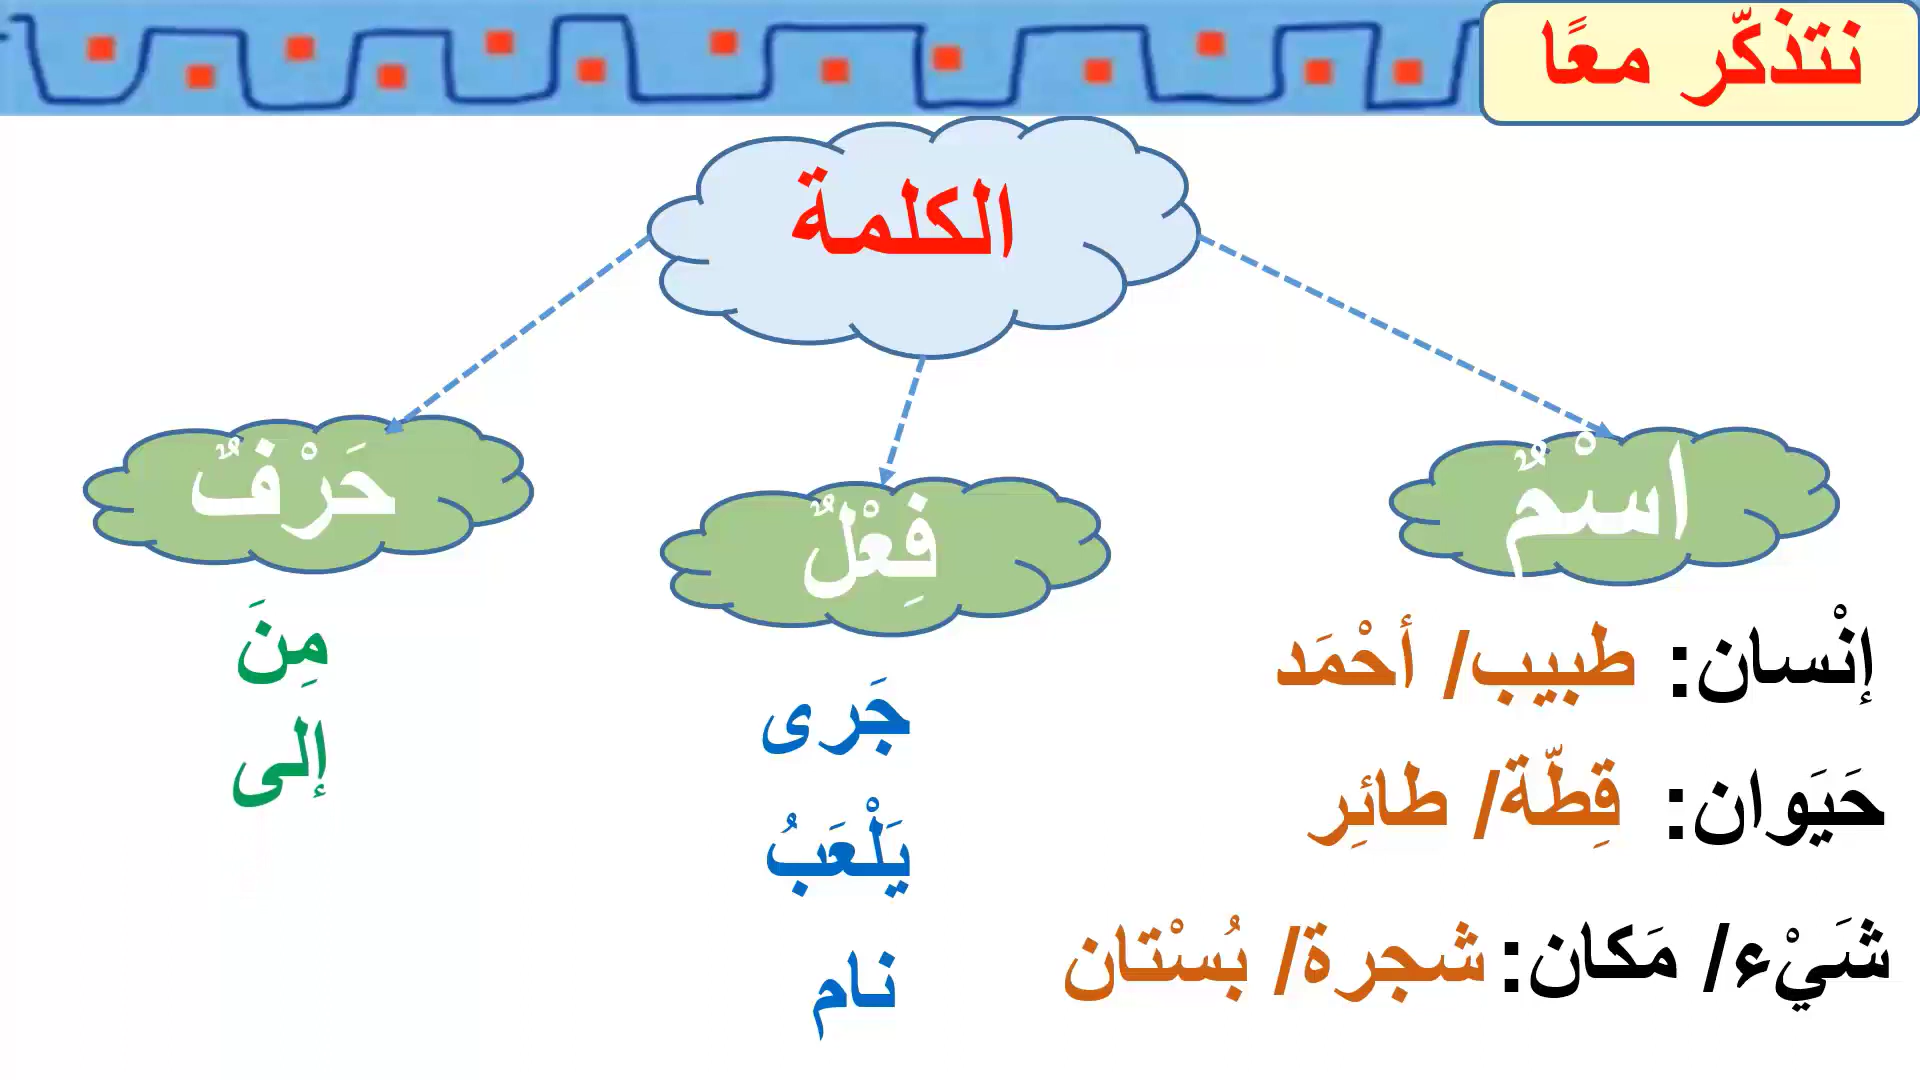 نتذكّر معًا
الكلمة
اسْمٌ
إنْسان: طبيب/ أحْمَد
حَيَوان: قِطّة/ طائِر
شَيْء/ مَكان: شجرة/ بُسْتان
فِعْلٌ
جَرى
يَلْعَبُ
نام
حَرْفٌ
مِنَ
إلى